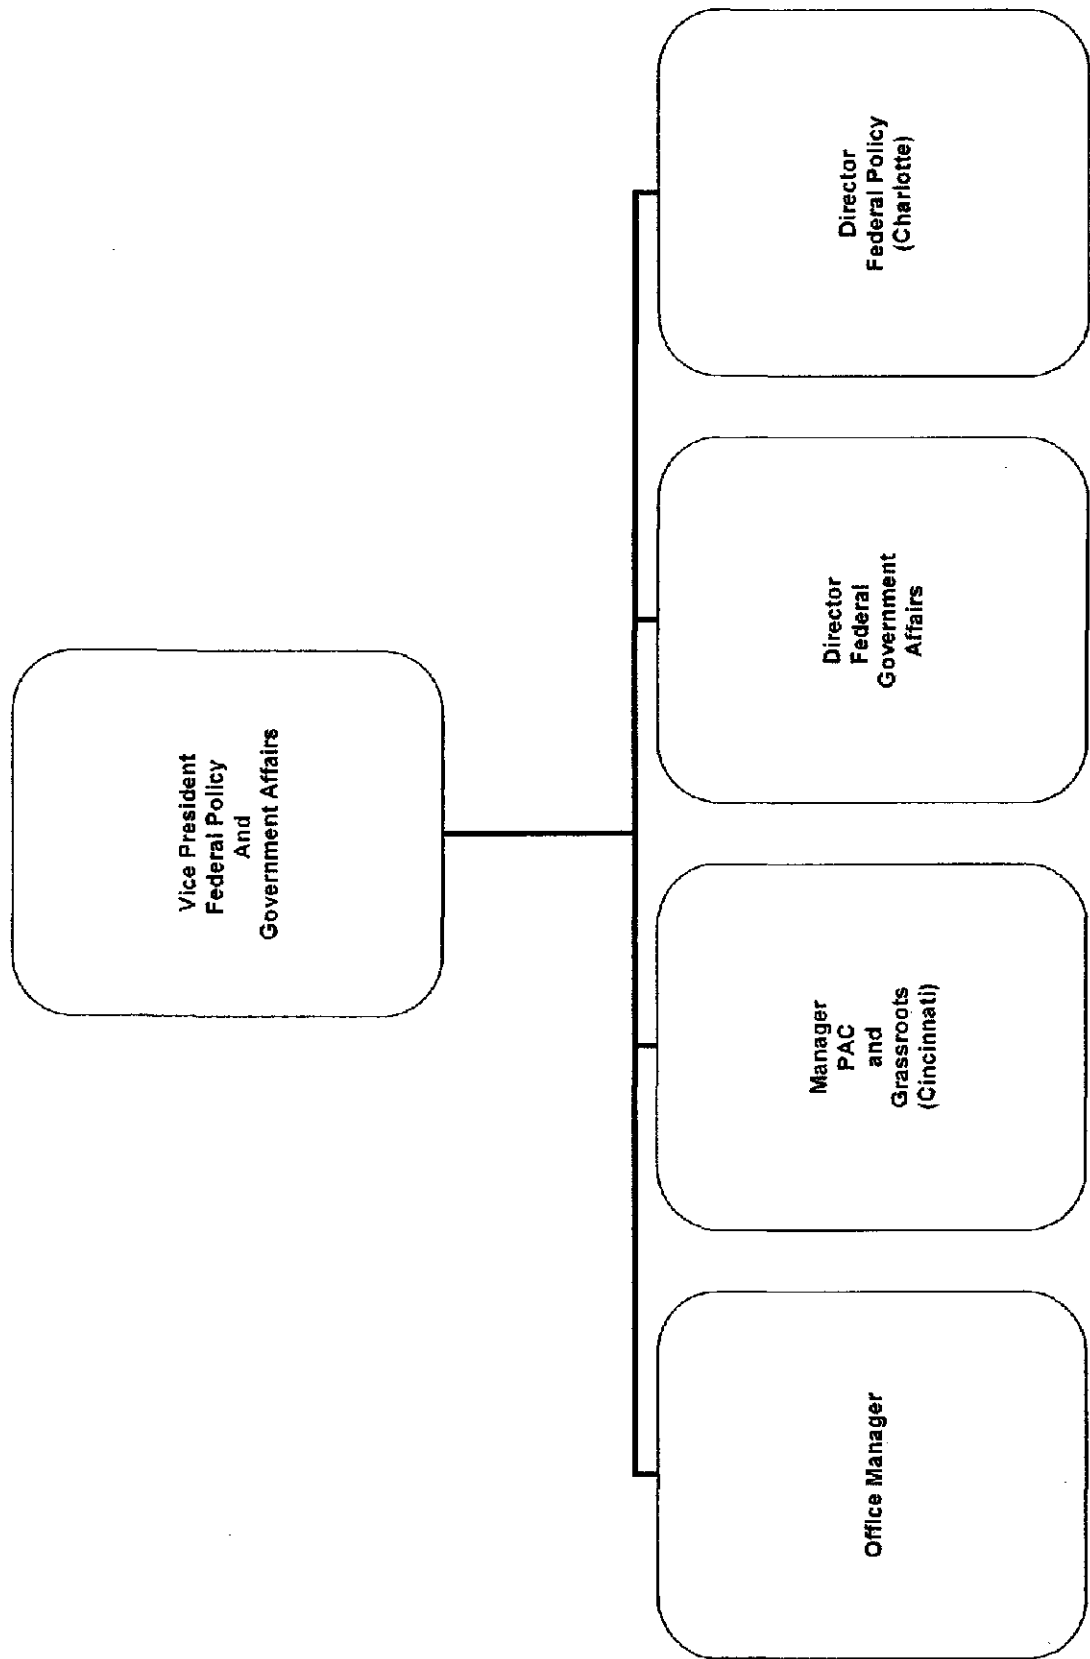 Vice President
Federal Policy
And
Government Affairs
Office Manager
Manager
PAC
and
Grassroots
(Cincinnati)
Director
Federal
Government
Affairs
Director
Federal Policy
(Charlotte)